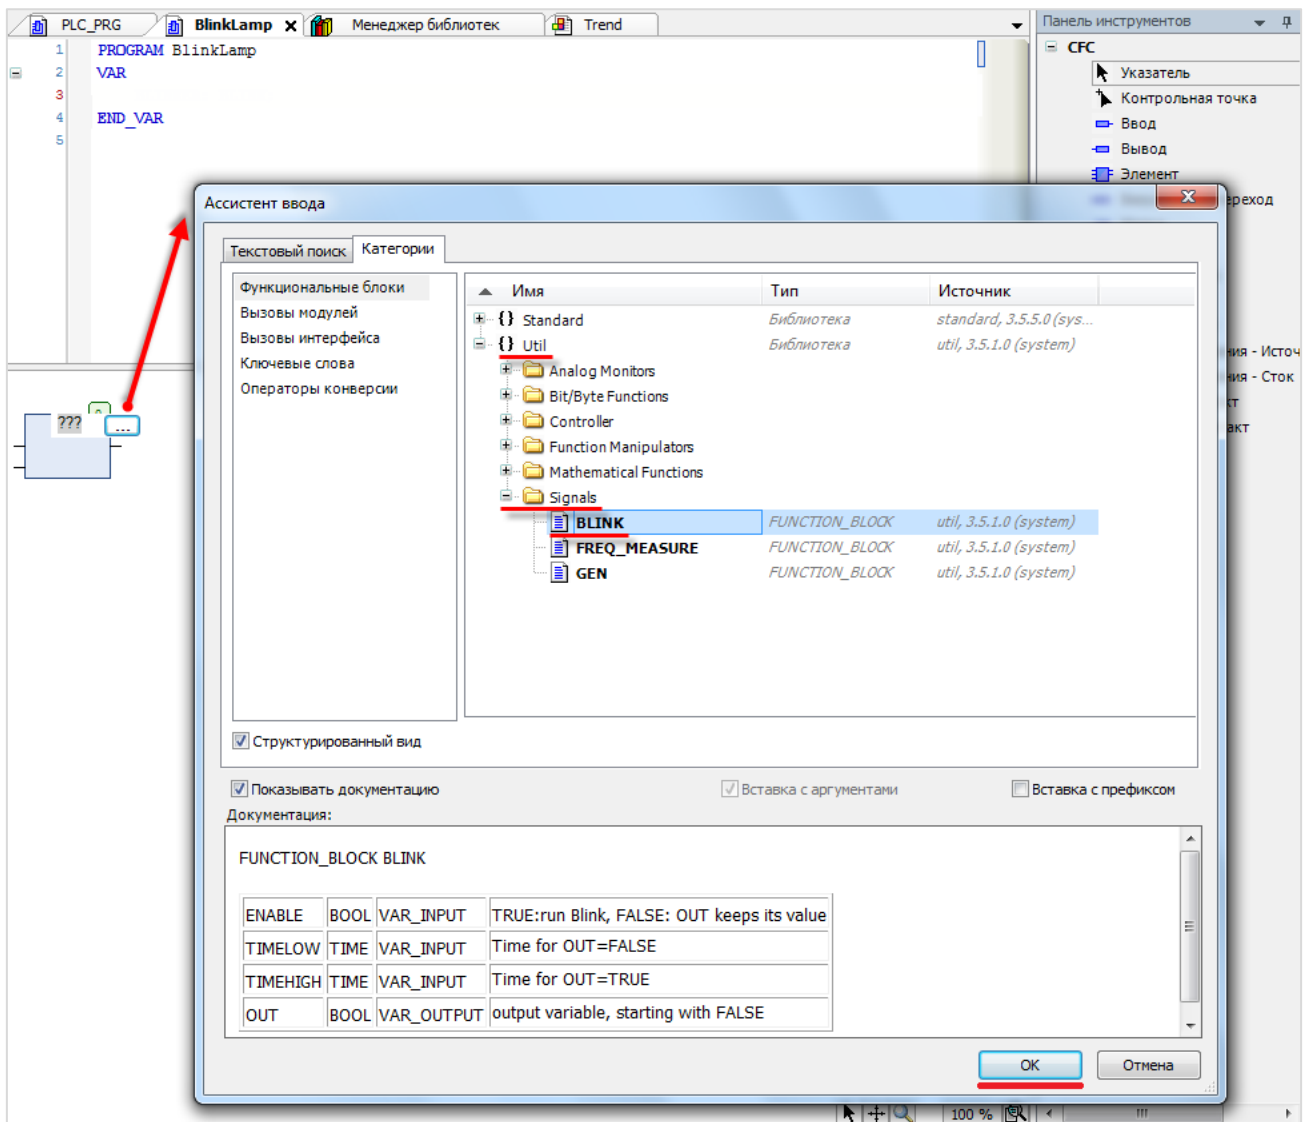 PLC_PRG BlinkLamp Менеджер библиотек Trend
Панель инструментов
1 PROGRAM BlinkLamp
2 VAR
3
4 END_VAR
5
CFC
Указатель
Контрольная точка
Ввод
Вывод
Элемент
ереход
ния - Источ
ния - Сток
кт
акт
???
...
Ассистент ввода
Текстовый поиск Категории
Функциональные блоки
Вызовы модулей
Вызовы интерфейса
Ключевые слова
Операторы конверсии
Имя Тип Источник
{} Standard Библиотека standard, 3.5.5.0 (sys...
{} Util Библиотека util, 3.5.1.0 (system)
Analog Monitors
Bit/Byte Functions
Controller
Function Manipulators
Mathematical Functions
Signals
BLINK FUNCTION_BLOCK util, 3.5.1.0 (system)
FREQ_MEASURE FUNCTION_BLOCK util, 3.5.1.0 (system)
GEN FUNCTION_BLOCK util, 3.5.1.0 (system)
Структурированный вид
Показывать документацию Вставка с аргументами Вставка с префиксом
Документация:
FUNCTION_BLOCK BLINK
ENABLE BOOL VAR_INPUT TRUE:run Blink, FALSE: OUT keeps its value
TIMELOW TIME VAR_INPUT Time for OUT=FALSE
TIMEHIGH TIME VAR_INPUT Time for OUT=TRUE
OUT BOOL VAR_OUTPUT output variable, starting with FALSE
OK Отмена
100 %